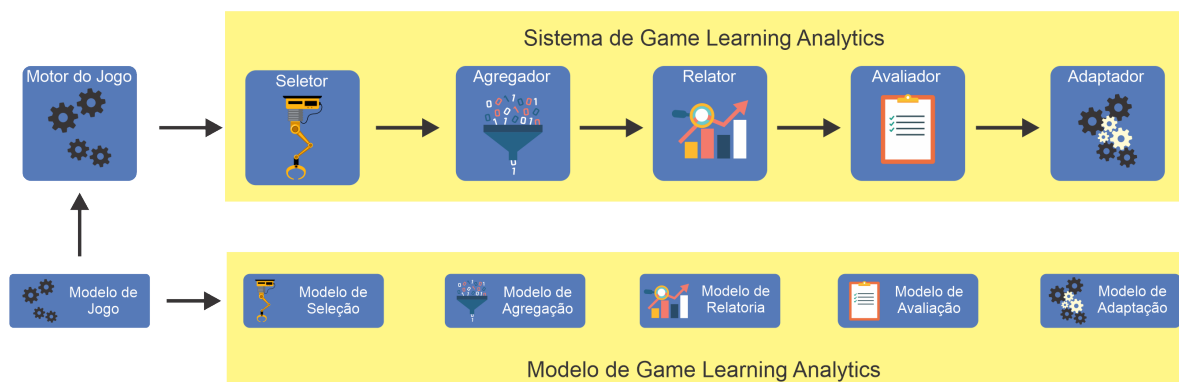 Sistema de Game Learning Analytics
Motor do Jogo
Seletor
Agregador
Relator
Avaliador
Adaptador
Modelo de
Jogo
Modelo de
Seleção
Modelo de
Agregação
Modelo de
Relatoria
Modelo de
Avaliação
Modelo de
Adaptação
Modelo de Game Learning Analytics